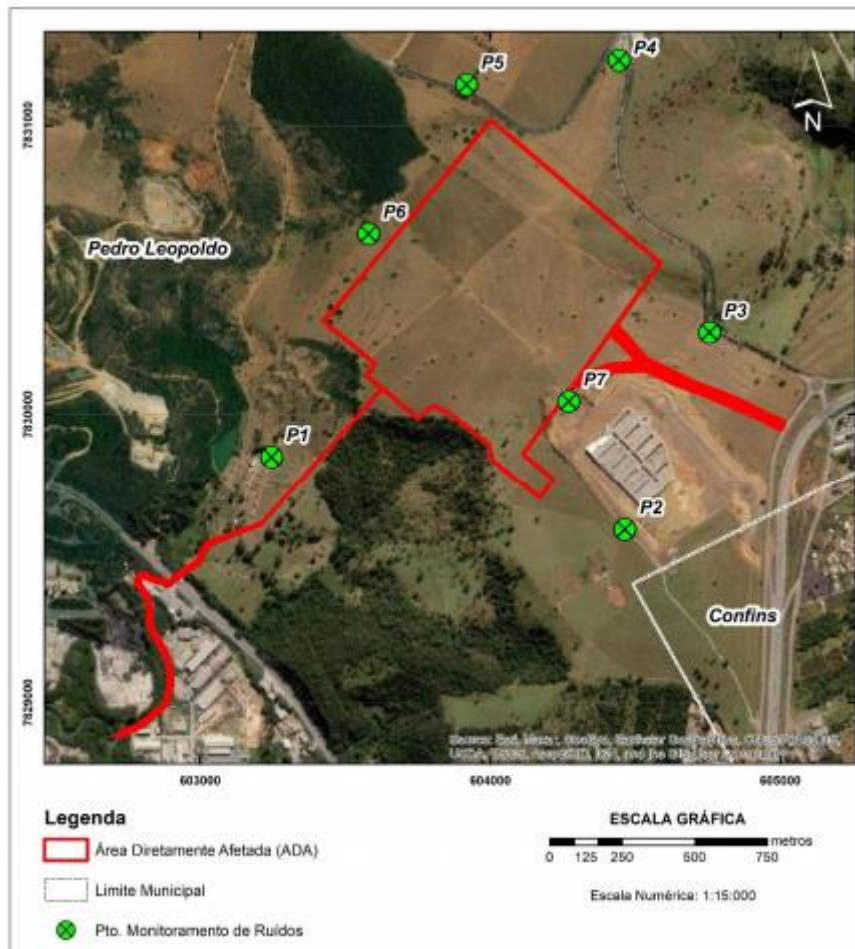 P4
P5
7831000
N
P6
Pedro Leopoldo
P3
P7
7830000
P1
P2
Confins
7829000
603000 604000 605000
Legenda
Área Diretamente Afetada (ADA)
Limite Municipal
Pto. Monitoramento de Ruídos
ESCALA GRÁFICA
metros
0 125 250 500 750
Escala Numérica: 1:15:000